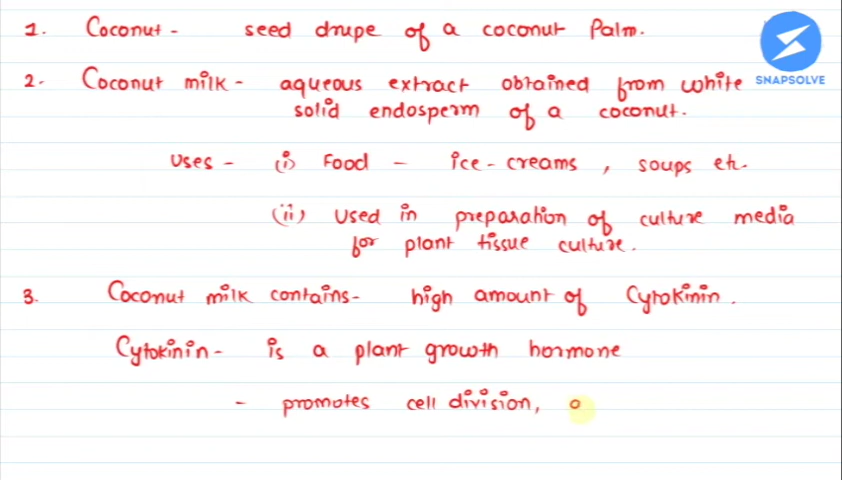 1. Coconut - seed drupe of a coconut Palm.
SNAPSOLVE
2. Coconut milk - aqueous extract obtained from white
solid endosperm of a coconut.
Uses - (i) Food - ice-creams, soups etc.
(ii) Used in preparation of culture media
for plant tissue culture.
3. Coconut milk contains - high amount of Cytokinin.
Cytokinin - is a plant growth hormone
- promotes cell division,